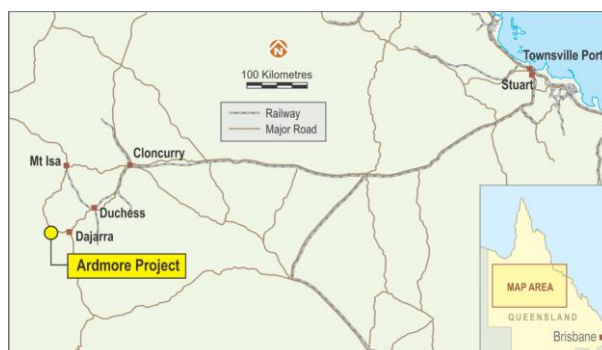 N
100 Kilometres
Railway
Major Road
Townsville Port
Stuart
Mt Isa
Cloncurry
Duchess
Dajarra
Ardmore Project
MAP AREA
QUEENSLAND
Brisbane